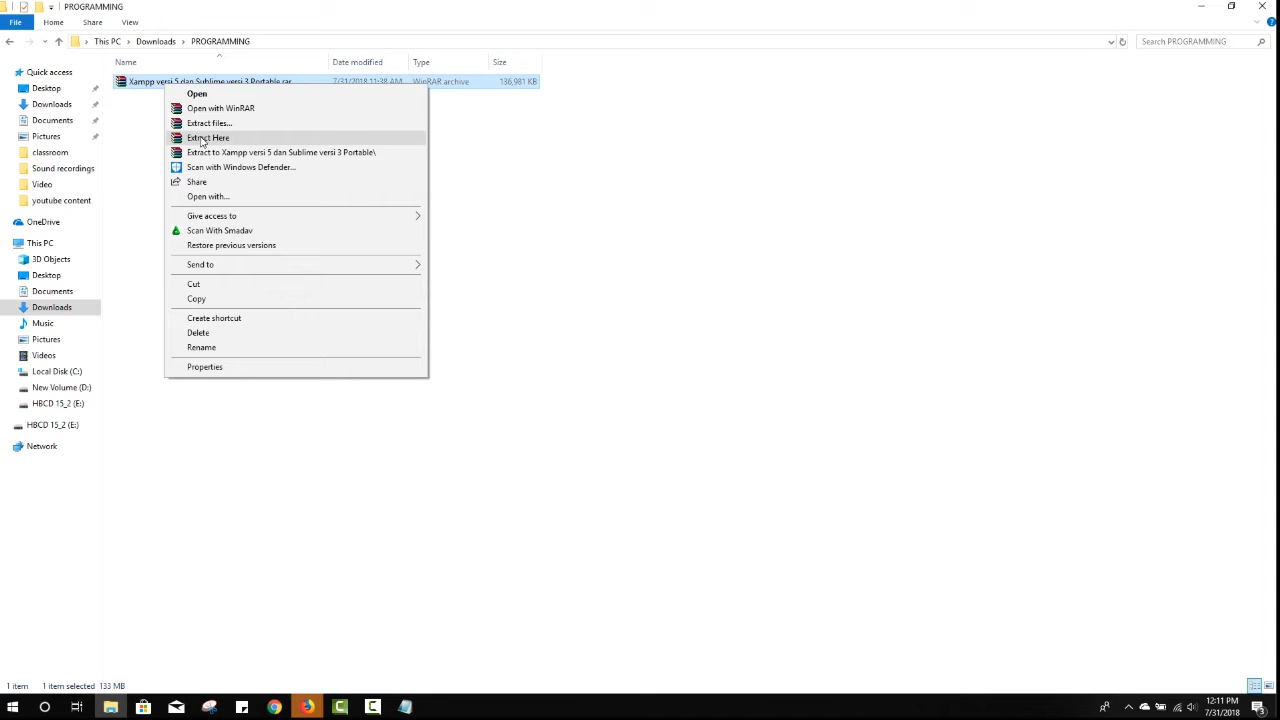 PROGRAMMING
File Home Share View
This PC Downloads PROGRAMMING Search PROGRAMMING
Name Date modified Type Size
Xampp versi 5 dan Sublime versi 3 Portable.rar 7/31/2018 11:38 AM WinRAR archive 136,981 KB
Quick access
Desktop
Downloads
Documents
Pictures
classroom
Sound recordings
Video
youtube content
OneDrive
This PC
3D Objects
Desktop
Documents
Downloads
Music
Pictures
Videos
Local Disk (C:)
New Volume (D:)
HBCD 15_2 (E:)
HBCD 15_2 (E:)
Network
Open
Open with WinRAR
Extract files...
Extract Here
Extract to Xampp versi 5 dan Sublime versi 3 Portable\
Scan with Windows Defender...
Share
Open with...
Give access to
Scan With Smadav
Restore previous versions
Send to
Cut
Copy
Create shortcut
Delete
Rename
Properties
1 item 1 item selected 133 MB
12:11 PM
7/31/2018
3